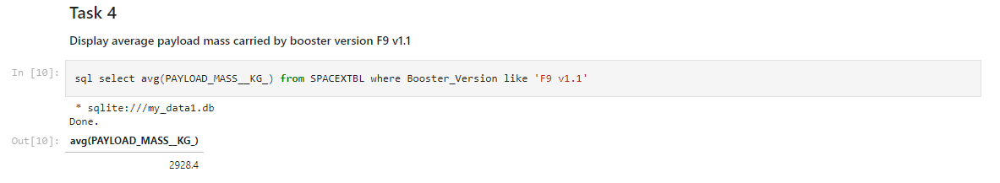 Task 4
Display average payload mass carried by booster version F9 v1.1
In [10]: sql select avg(PAYLOAD_MASS__KG_) from SPACEXTBL where Booster_Version like 'F9 v1.1'
* sqlite:///my_data1.db
Done.
Out[10]: avg(PAYLOAD_MASS__KG_)
2928.4